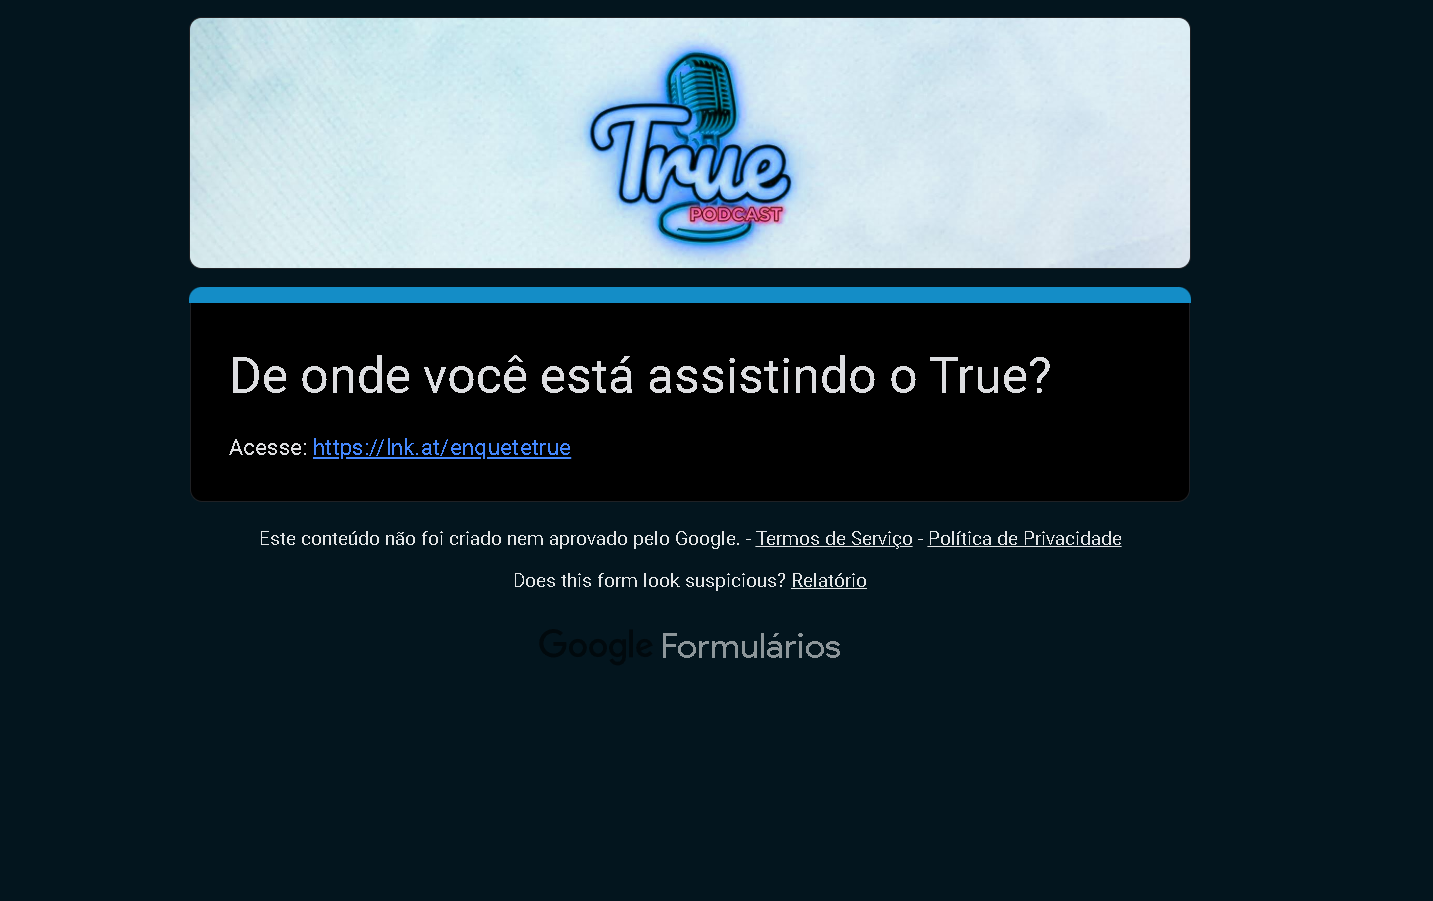 True
PODCAST
De onde você está assistindo o True?
Acesse: https://lnk.at/enquetetrue
Este conteúdo não foi criado nem aprovado pelo Google. - Termos de Serviço - Política de Privacidade
Does this form look suspicious? Relatório
Google Formulários